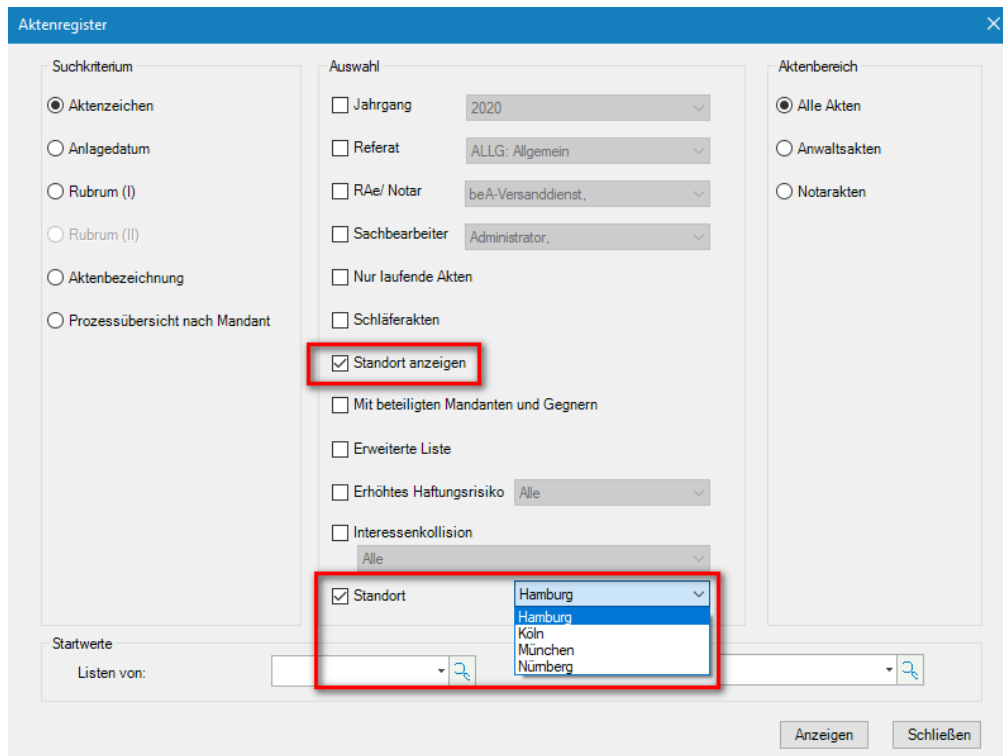 Aktenregister
Suchkriterium
Aktenzeichen
Anlagedatum
Rubrum (I)
Rubrum (II)
Aktenbezeichnung
Prozessübersicht nach Mandant
Auswahl
Jahrgang 2020
Referat ALLG: Allgemein
RAe/ Notar beA-Versanddienst,
Sachbearbeiter Administrator,
Nur laufende Akten
Schläferakten
Standort anzeigen
Mit beteiligten Mandanten und Gegnern
Erweiterte Liste
Erhöhtes Haftungsrisiko Alle
Interessenkollision
Alle
Standort Hamburg
Hamburg
Köln
München
Nürnberg
Aktenbereich
Alle Akten
Anwaltsakten
Notarakten
Startwerte
Listen von:
Anzeigen Schließen